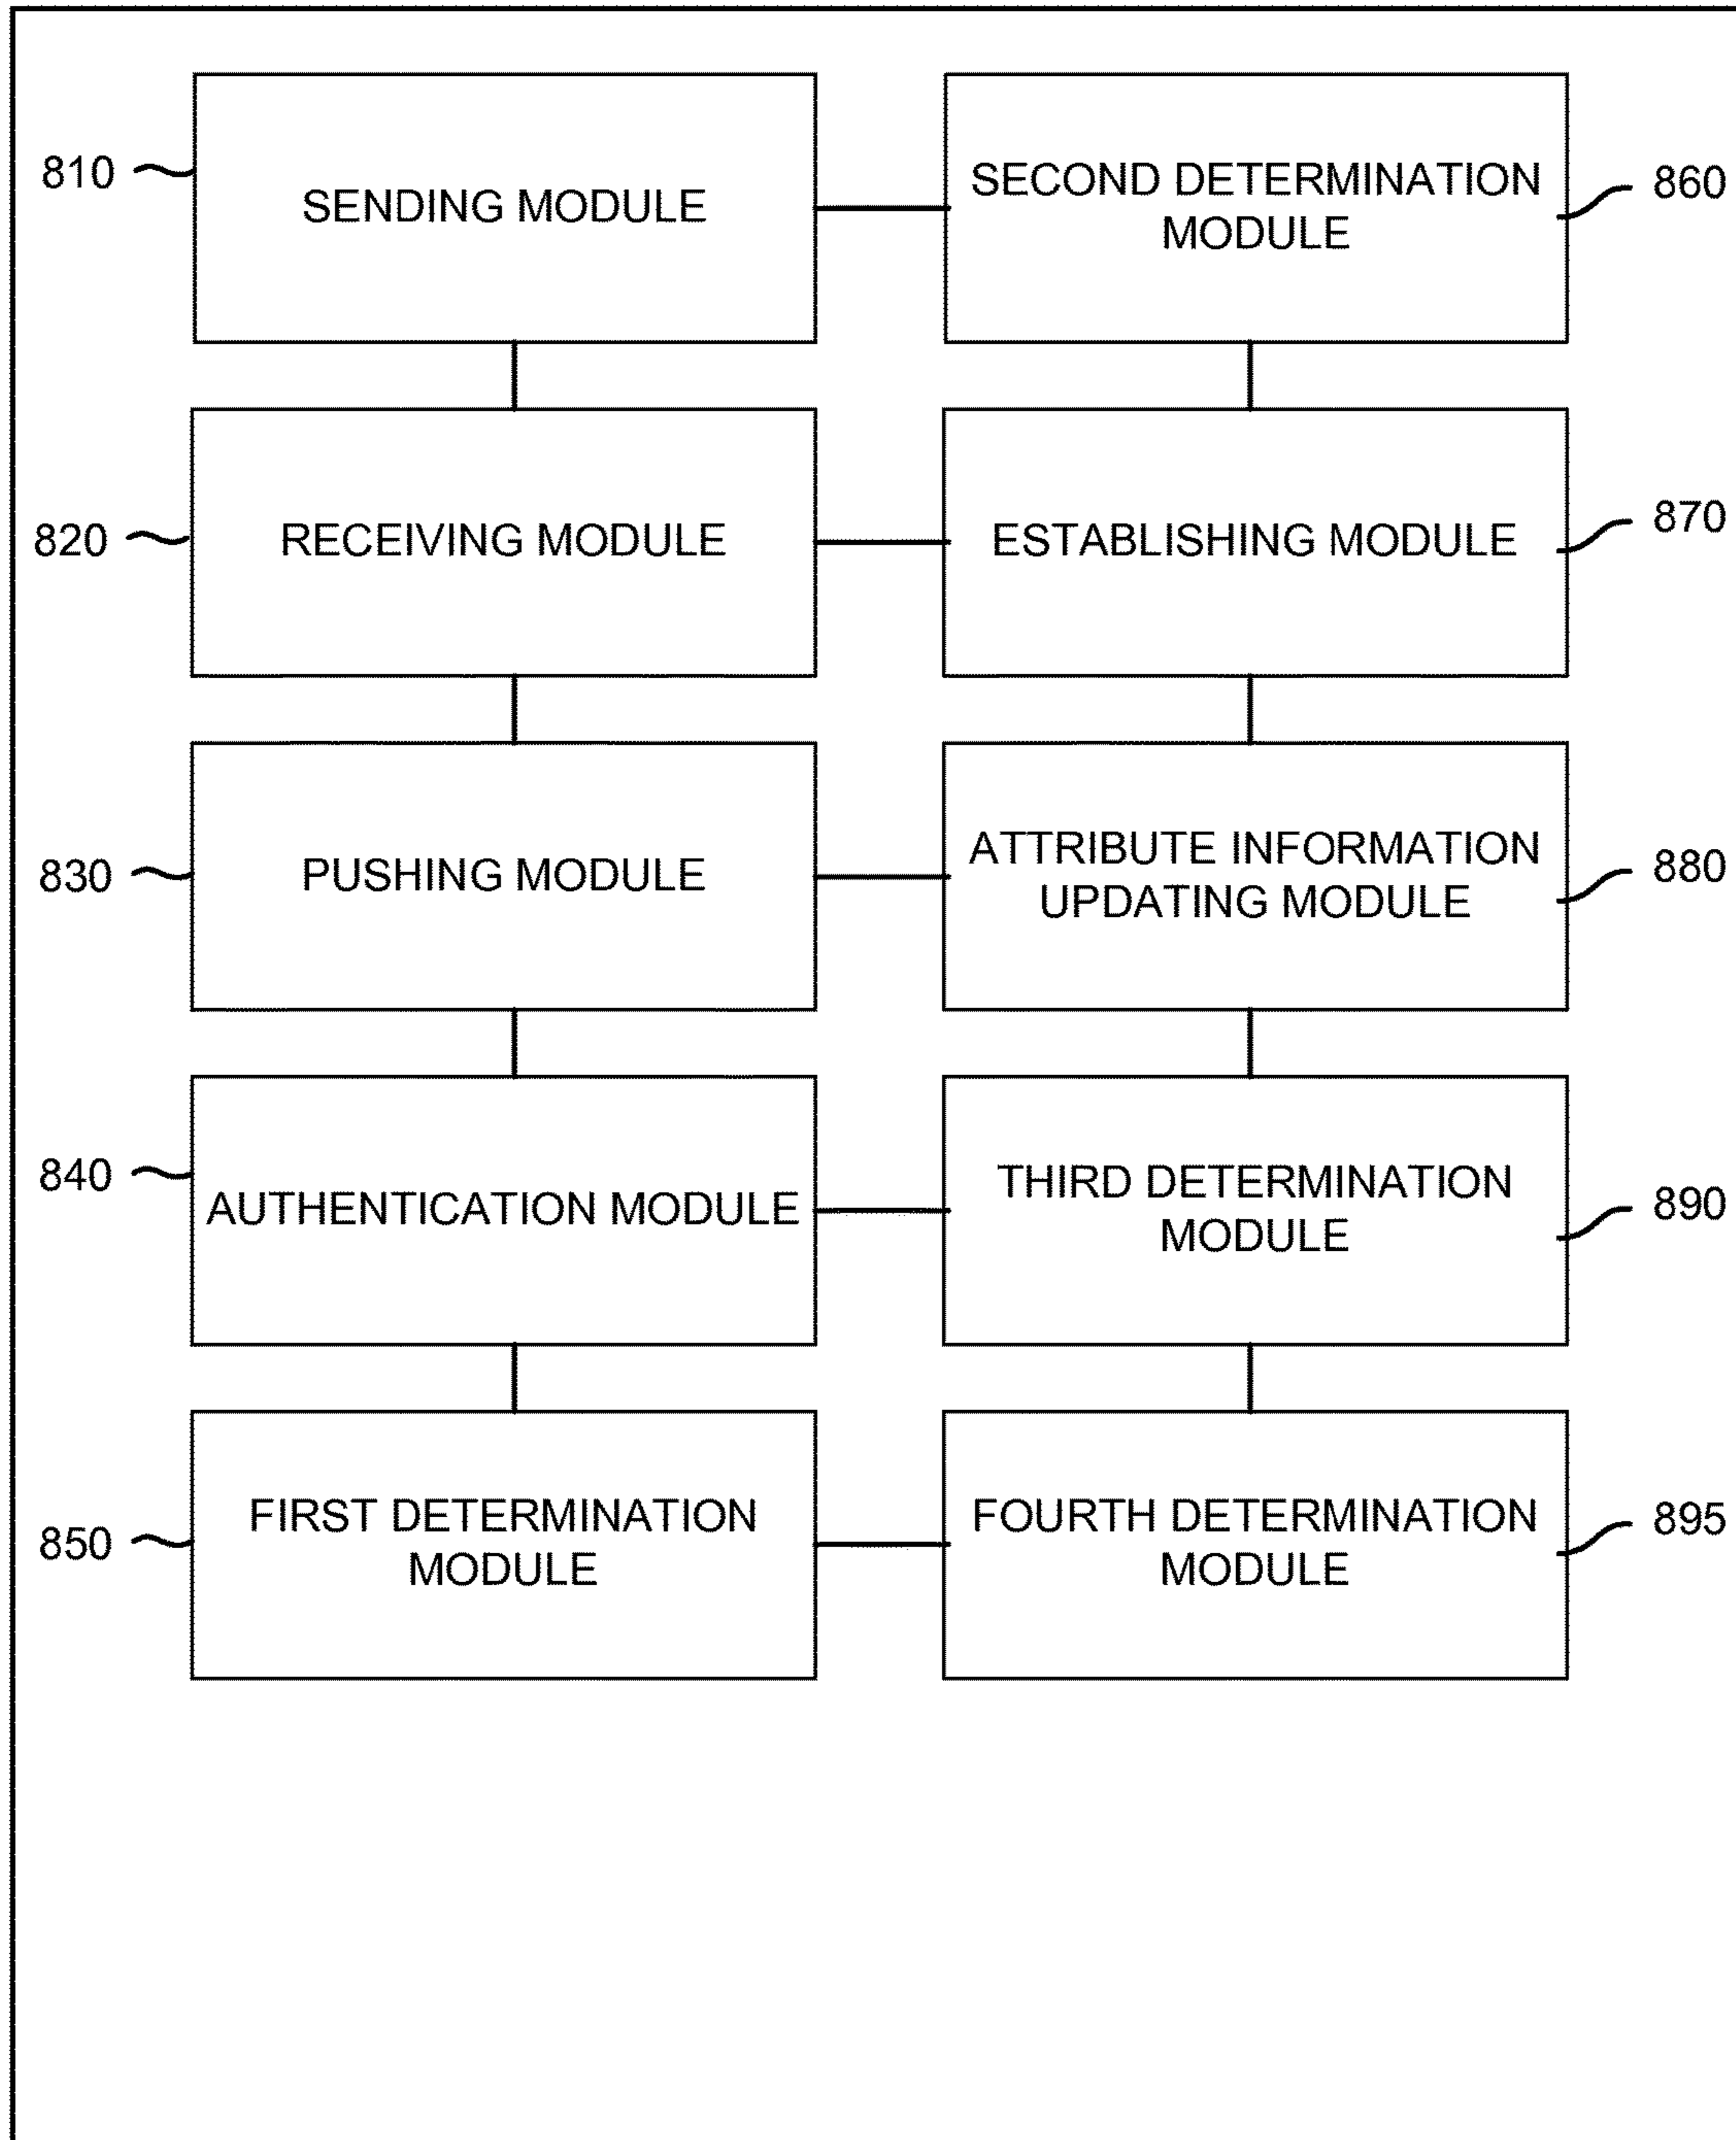 810
SENDING MODULE
SECOND DETERMINATION
MODULE
860
820
RECEIVING MODULE
ESTABLISHING MODULE
870
830
PUSHING MODULE
ATTRIBUTE INFORMATION
UPDATING MODULE
880
840
AUTHENTICATION MODULE
THIRD DETERMINATION
MODULE
890
850
FIRST DETERMINATION
MODULE
FOURTH DETERMINATION
MODULE
895